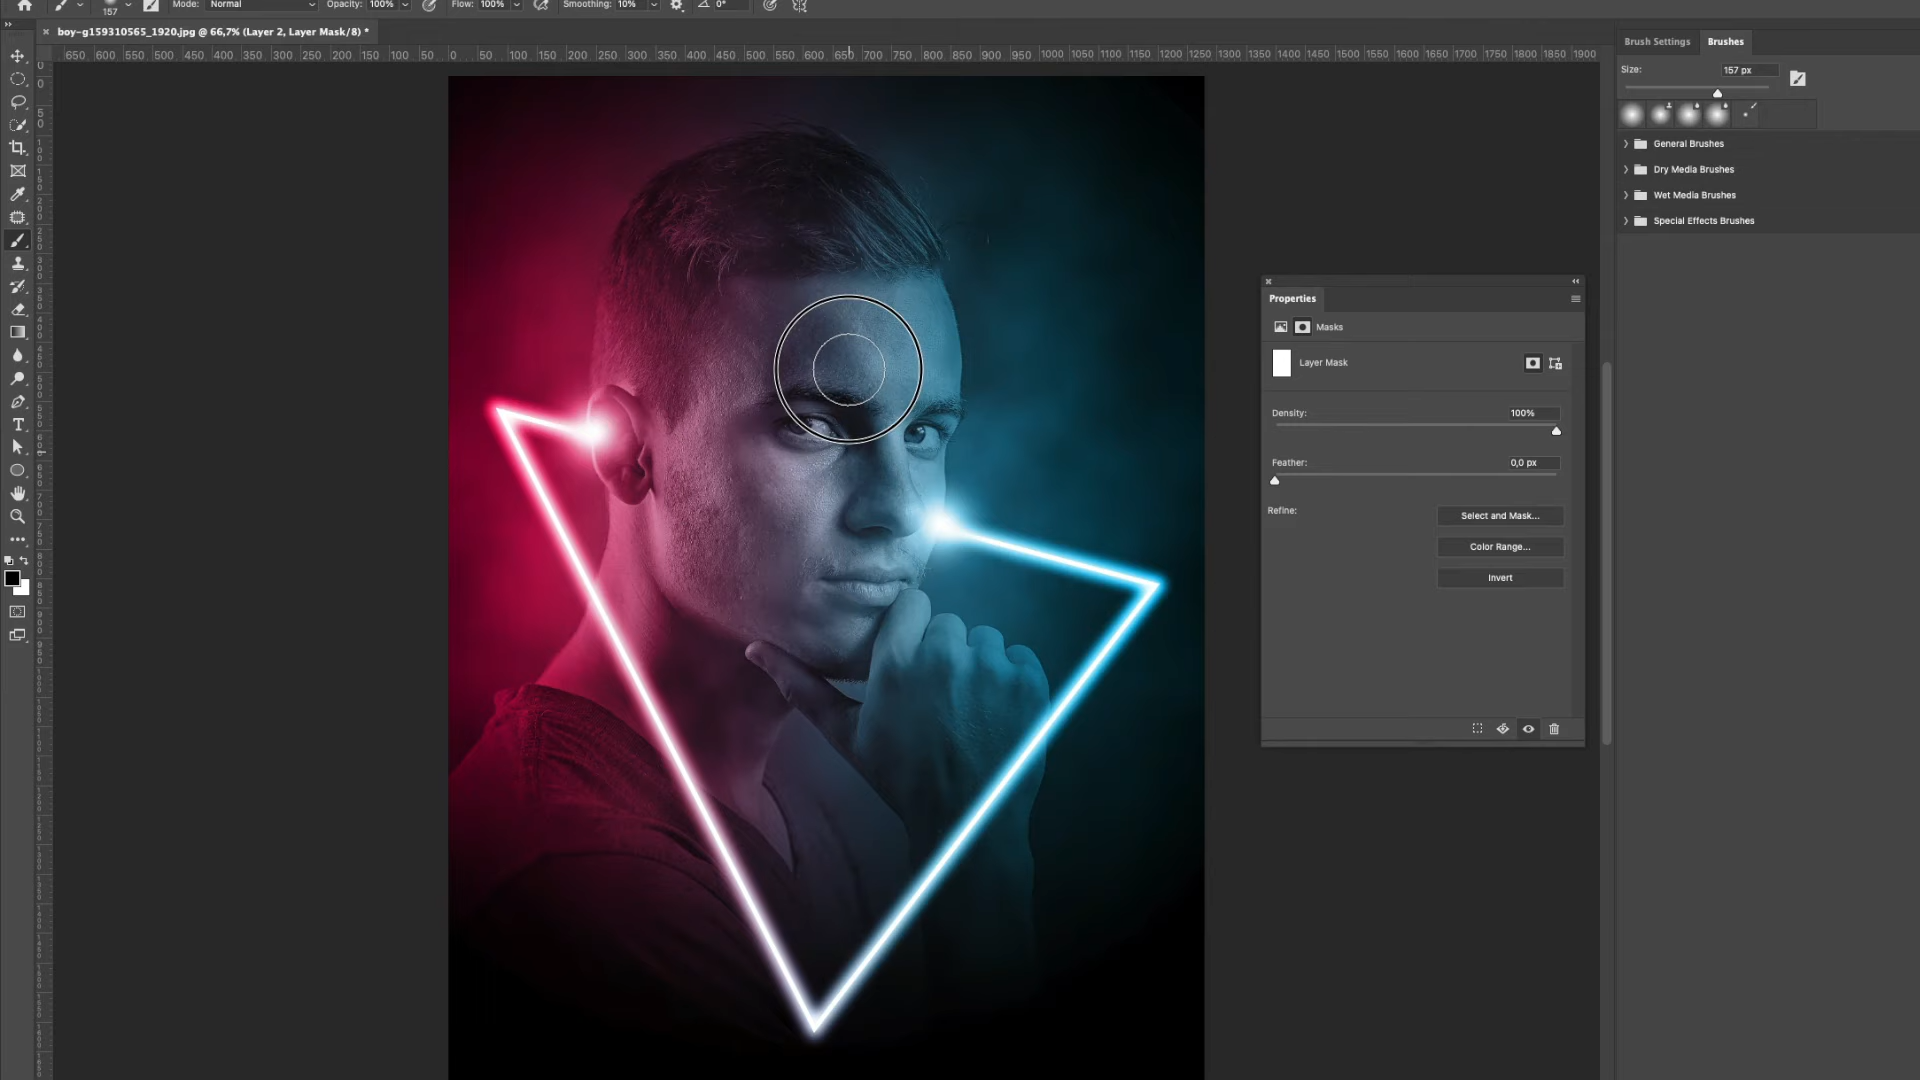 157 Mode: Normal Opacity: 100% Flow: 100% Smoothing: 10% 0°
boy-g159310565_1920.jpg @ 66,7% (Layer 2, Layer Mask/8) *
650 600 550 500 450 400 350 300 250 200 150 100 50 0 50 100 150 200 250 300 350 400 450 500 550 600 650 700 750 800 850 900 950 1000 1050 1100 1150 1200 1250 1300 1350 1400 1450 1500 1550 1600 1650 1700 1750 1800 1850 1900
Brush Settings Brushes
Size: 157 px
General Brushes
Dry Media Brushes
Wet Media Brushes
Special Effects Brushes
Properties
Masks
Layer Mask
Density: 100%
Feather: 0,0 px
Refine: Select and Mask...
Color Range...
Invert